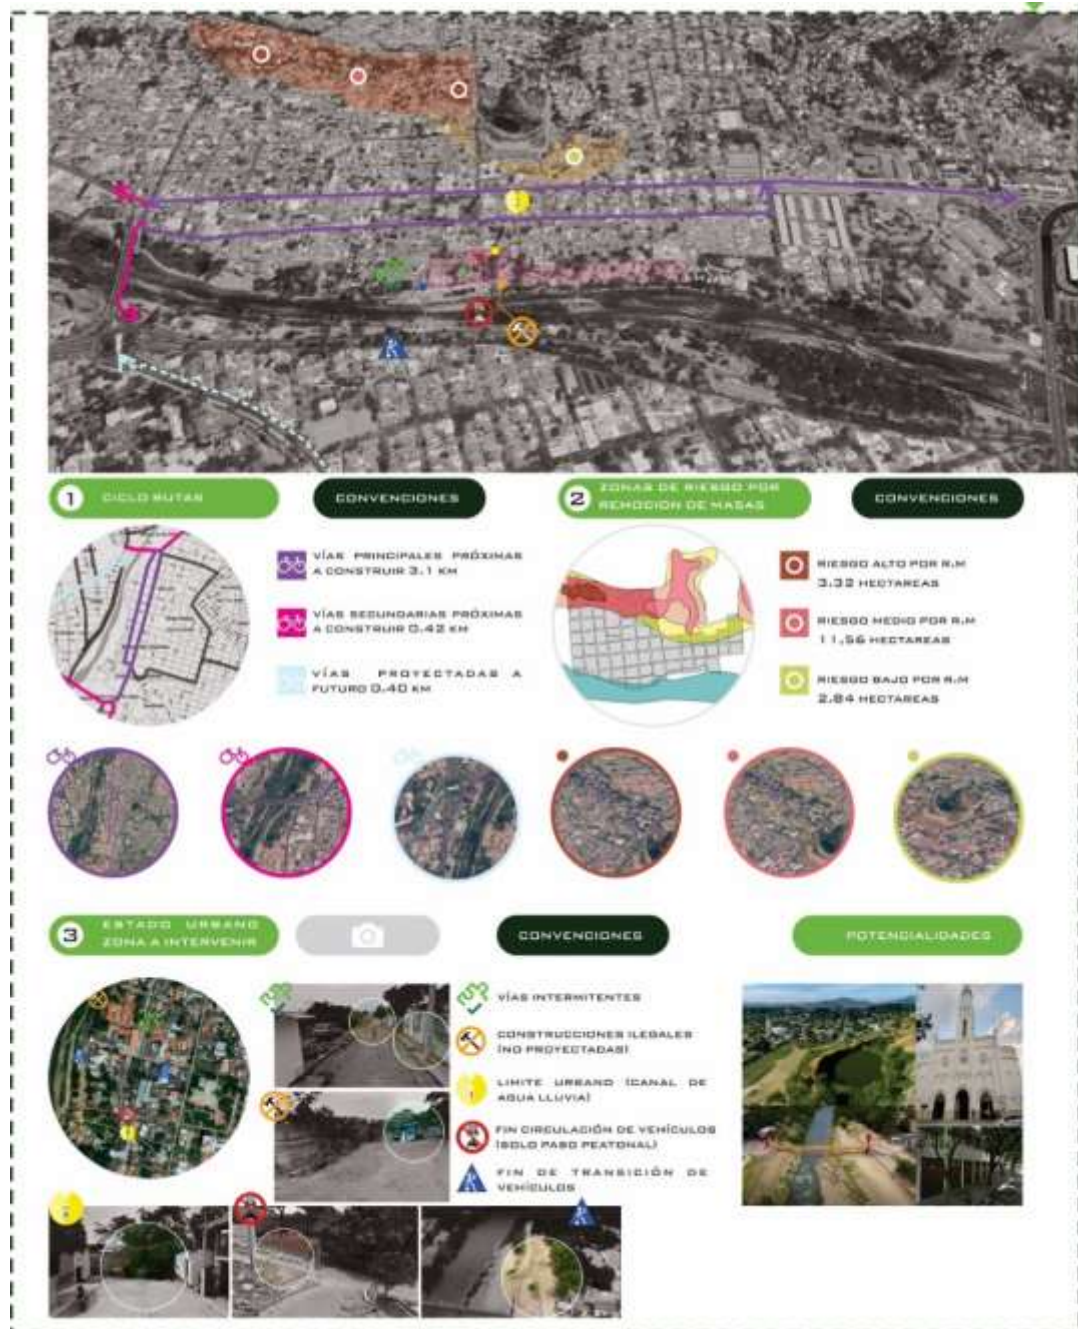 1 CICLO RUTAS
CONVENCIONES
VÍAS PRINCIPALES PRÓXIMAS
A CONSTRUIR 3.1 KM
VÍAS SECUNDARIAS PRÓXIMAS
A CONSTRUIR 0.42 KM
VÍAS PROYECTADAS A
FUTURO 0.40 KM
2 ZONAS DE RIESGO POR
REMOCIÓN DE MASAS
CONVENCIONES
RIESGO ALTO POR R.M
3.32 HECTAREAS
RIESGO MEDIO POR R.M
11,56 HECTAREAS
RIESGO BAJO POR R.M
2.84 HECTAREAS
3 ESTADO URBANO
ZONA A INTERVENIR
CONVENCIONES
VÍAS INTERMITENTES
CONSTRUCCIONES ILEGALES
(NO PROYECTADAS)
LIMITE URBANO (CANAL DE
AGUA LLUVIA)
FIN CIRCULACIÓN DE VEHÍCULOS
(SOLO PASO PEATONAL)
FIN DE TRANSICIÓN DE
VEHÍCULOS
POTENCIALIDADES